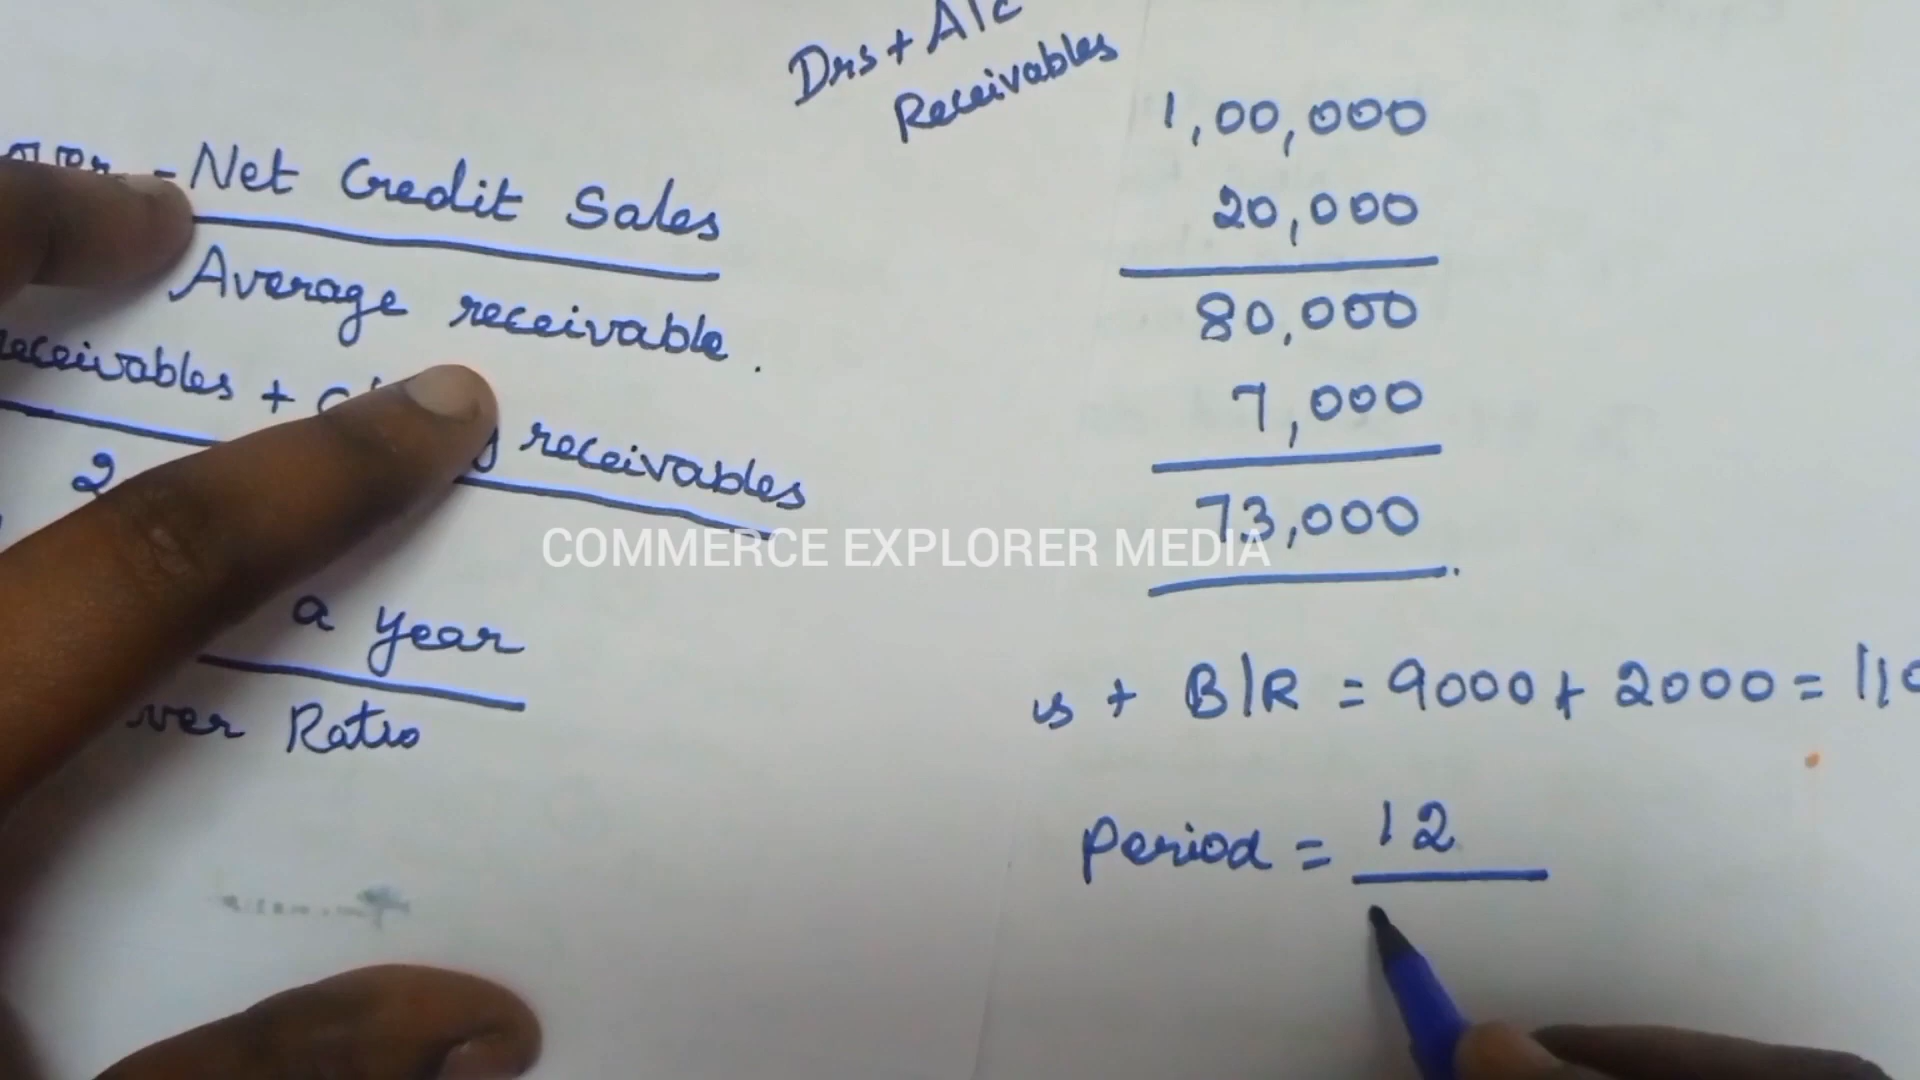 Drs + A/c
Receivables
- Net Credit Sales
Average receivable.
receivables + receivables
2
a year
Ratio
1,00,000
20,000
80,000
7,000
73,000
+ B/R = 9000 + 2000 = 110
Period = 12
COMMERCE EXPLORER MEDIA